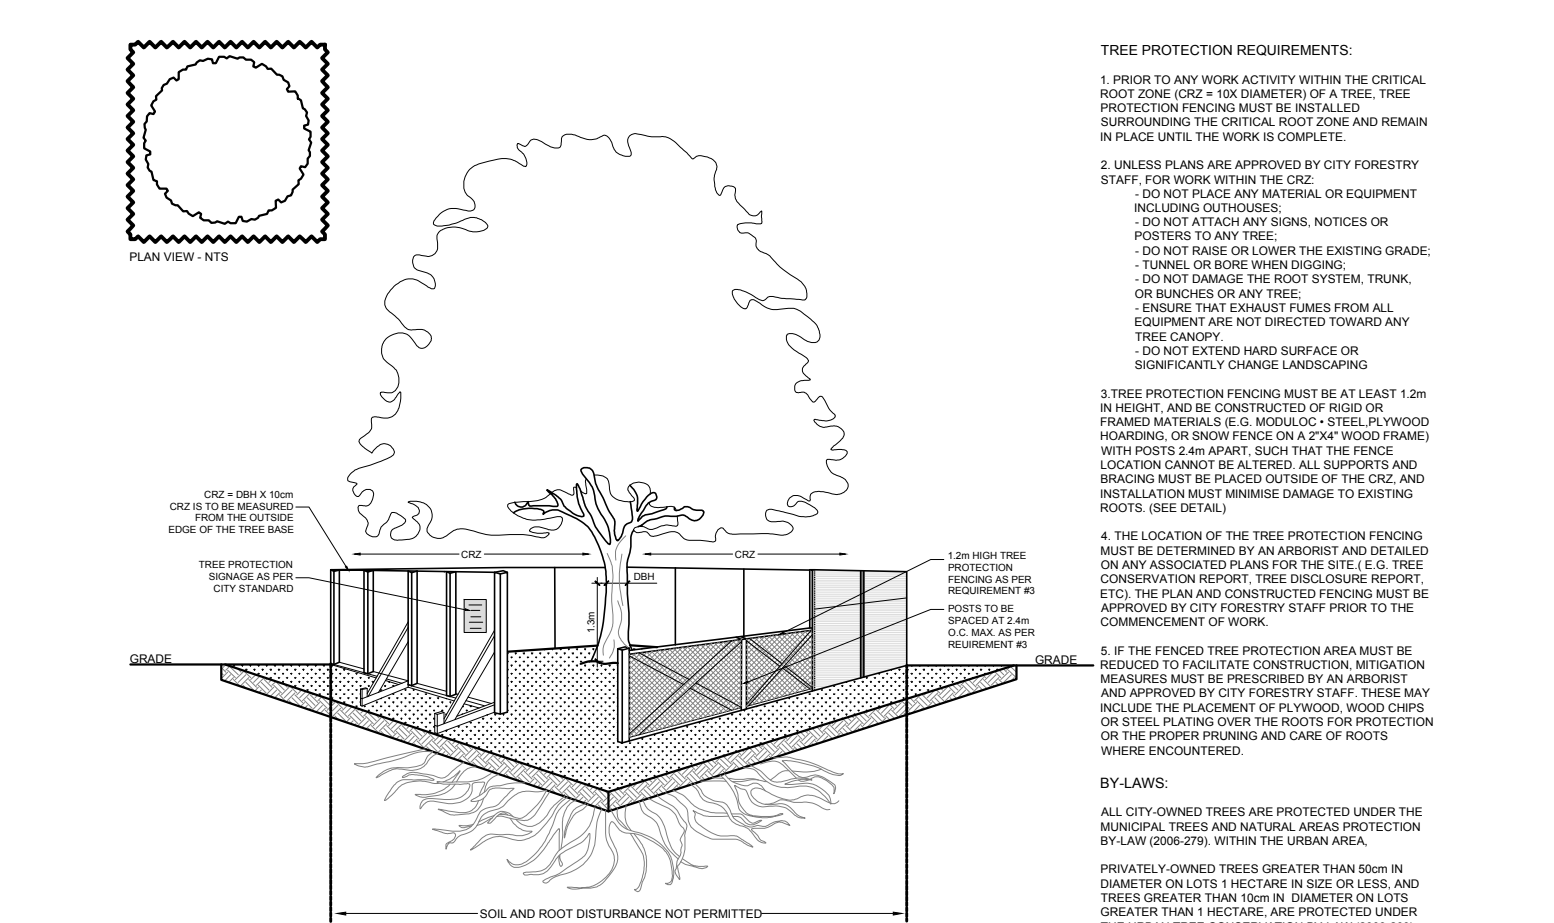 PLAN VIEW - NTS
CRZ = DBH X 10cm
CRZ IS TO BE MEASURED
FROM THE OUTSIDE
EDGE OF THE TREE BASE
TREE PROTECTION
SIGNAGE AS PER
CITY STANDARD
CRZ
CRZ
DBH
1.3m
1.2m HIGH TREE
PROTECTION
FENCING AS PER
REQUIREMENT #3
POSTS TO BE
SPACED AT 2.4m
O.C. MAX. AS PER
REUIREMENT #3
GRADE
GRADE
SOIL AND ROOT DISTURBANCE NOT PERMITTED
TREE PROTECTION REQUIREMENTS:
1. PRIOR TO ANY WORK ACTIVITY WITHIN THE CRITICAL
ROOT ZONE (CRZ = 10X DIAMETER) OF A TREE, TREE
PROTECTION FENCING MUST BE INSTALLED
SURROUNDING THE CRITICAL ROOT ZONE AND REMAIN
IN PLACE UNTIL THE WORK IS COMPLETE.
2. UNLESS PLANS ARE APPROVED BY CITY FORESTRY
STAFF, FOR WORK WITHIN THE CRZ:
- DO NOT PLACE ANY MATERIAL OR EQUIPMENT
INCLUDING OUTHOUSES;
- DO NOT ATTACH ANY SIGNS, NOTICES OR
POSTERS TO ANY TREE;
- DO NOT RAISE OR LOWER THE EXISTING GRADE;
- TUNNEL OR BORE WHEN DIGGING;
- DO NOT DAMAGE THE ROOT SYSTEM, TRUNK,
OR BUNCHES OR ANY TREE;
- ENSURE THAT EXHAUST FUMES FROM ALL
EQUIPMENT ARE NOT DIRECTED TOWARD ANY
TREE CANOPY.
- DO NOT EXTEND HARD SURFACE OR
SIGNIFICANTLY CHANGE LANDSCAPING
3.TREE PROTECTION FENCING MUST BE AT LEAST 1.2m
IN HEIGHT, AND BE CONSTRUCTED OF RIGID OR
FRAMED MATERIALS (E.G. MODULOC • STEEL,PLYWOOD
HOARDING, OR SNOW FENCE ON A 2"X4" WOOD FRAME)
WITH POSTS 2.4m APART, SUCH THAT THE FENCE
LOCATION CANNOT BE ALTERED. ALL SUPPORTS AND
BRACING MUST BE PLACED OUTSIDE OF THE CRZ, AND
INSTALLATION MUST MINIMISE DAMAGE TO EXISTING
ROOTS. (SEE DETAIL)
4. THE LOCATION OF THE TREE PROTECTION FENCING
MUST BE DETERMINED BY AN ARBORIST AND DETAILED
ON ANY ASSOCIATED PLANS FOR THE SITE.( E.G. TREE
CONSERVATION REPORT, TREE DISCLOSURE REPORT,
ETC). THE PLAN AND CONSTRUCTED FENCING MUST BE
APPROVED BY CITY FORESTRY STAFF PRIOR TO THE
COMMENCEMENT OF WORK.
5. IF THE FENCED TREE PROTECTION AREA MUST BE
REDUCED TO FACILITATE CONSTRUCTION, MITIGATION
MEASURES MUST BE PRESCRIBED BY AN ARBORIST
AND APPROVED BY CITY FORESTRY STAFF. THESE MAY
INCLUDE THE PLACEMENT OF PLYWOOD, WOOD CHIPS
OR STEEL PLATING OVER THE ROOTS FOR PROTECTION
OR THE PROPER PRUNING AND CARE OF ROOTS
WHERE ENCOUNTERED.
BY-LAWS:
ALL CITY-OWNED TREES ARE PROTECTED UNDER THE
MUNICIPAL TREES AND NATURAL AREAS PROTECTION
BY-LAW (2006-279). WITHIN THE URBAN AREA,
PRIVATELY-OWNED TREES GREATER THAN 50cm IN
DIAMETER ON LOTS 1 HECTARE IN SIZE OR LESS, AND
TREES GREATER THAN 10cm IN DIAMETER ON LOTS
GREATER THAN 1 HECTARE, ARE PROTECTED UNDER